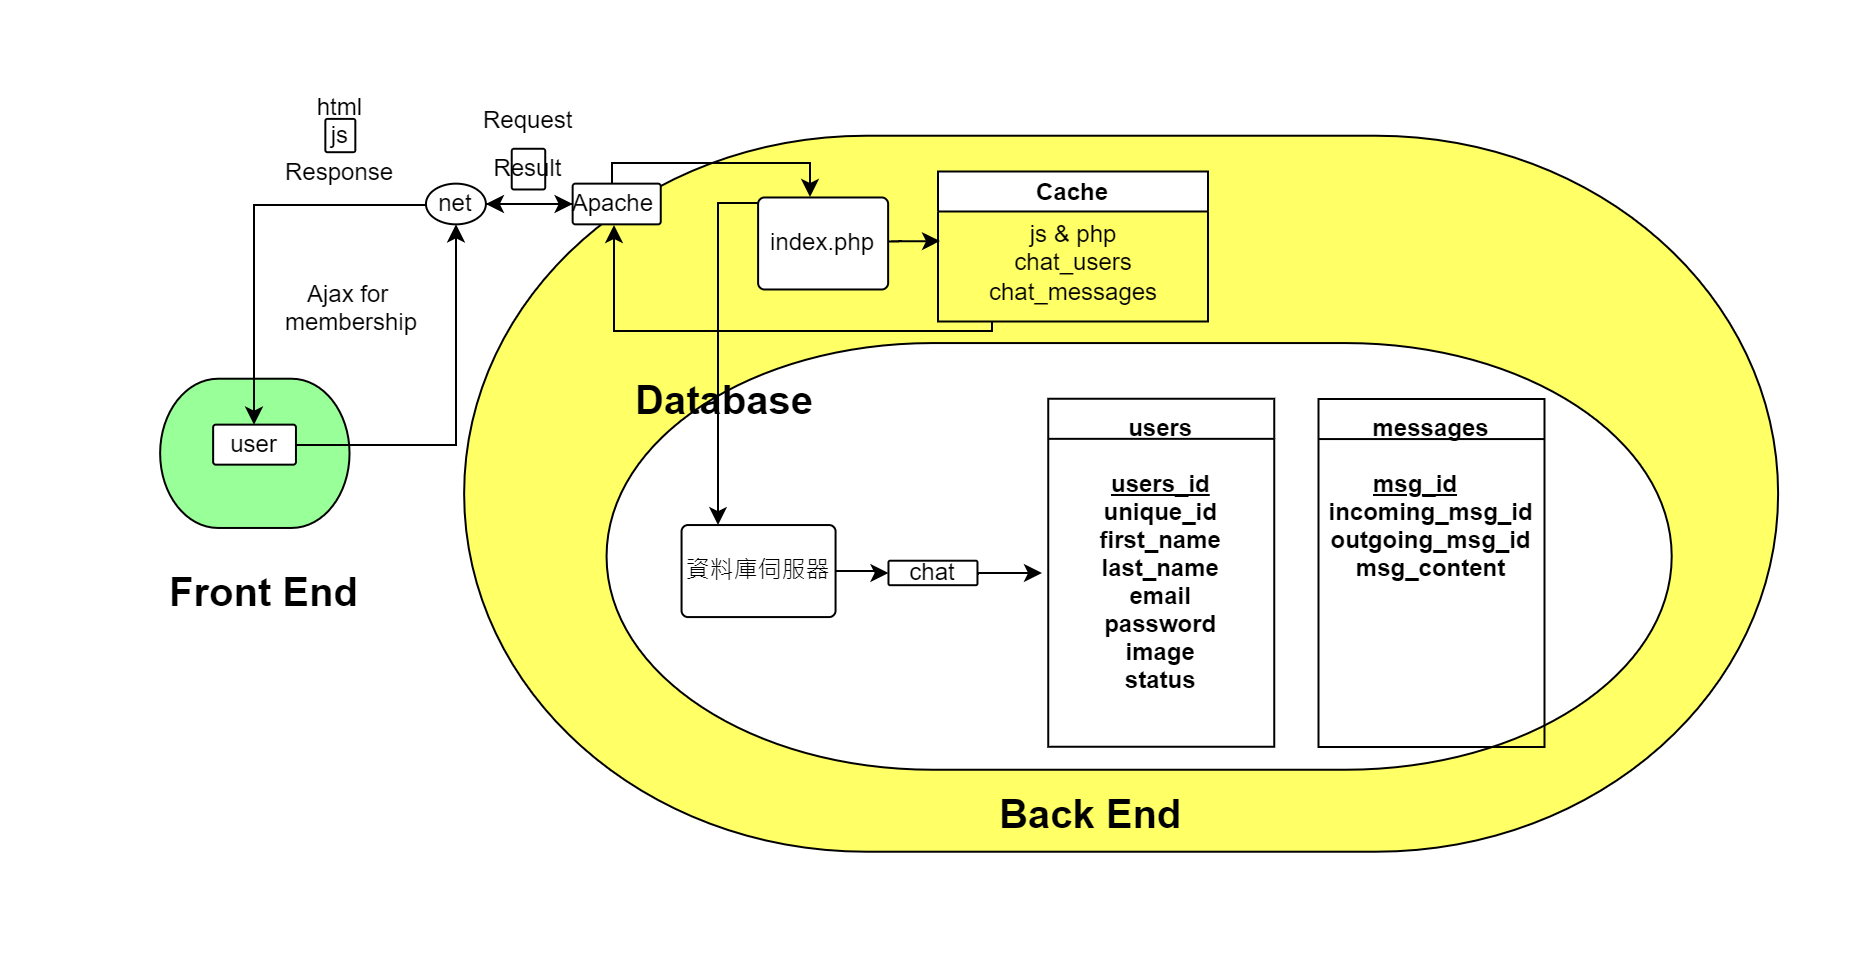 html
js
Response
Request
Result
net
Apache
index.php
Cache
js & php
chat_users
chat_messages
Ajax for
membership
user
Front End
Database
資料庫伺服器
chat
users
users_id
unique_id
first_name
last_name
email
password
image
status
messages
msg_id
incoming_msg_id
outgoing_msg_id
msg_content
Back End